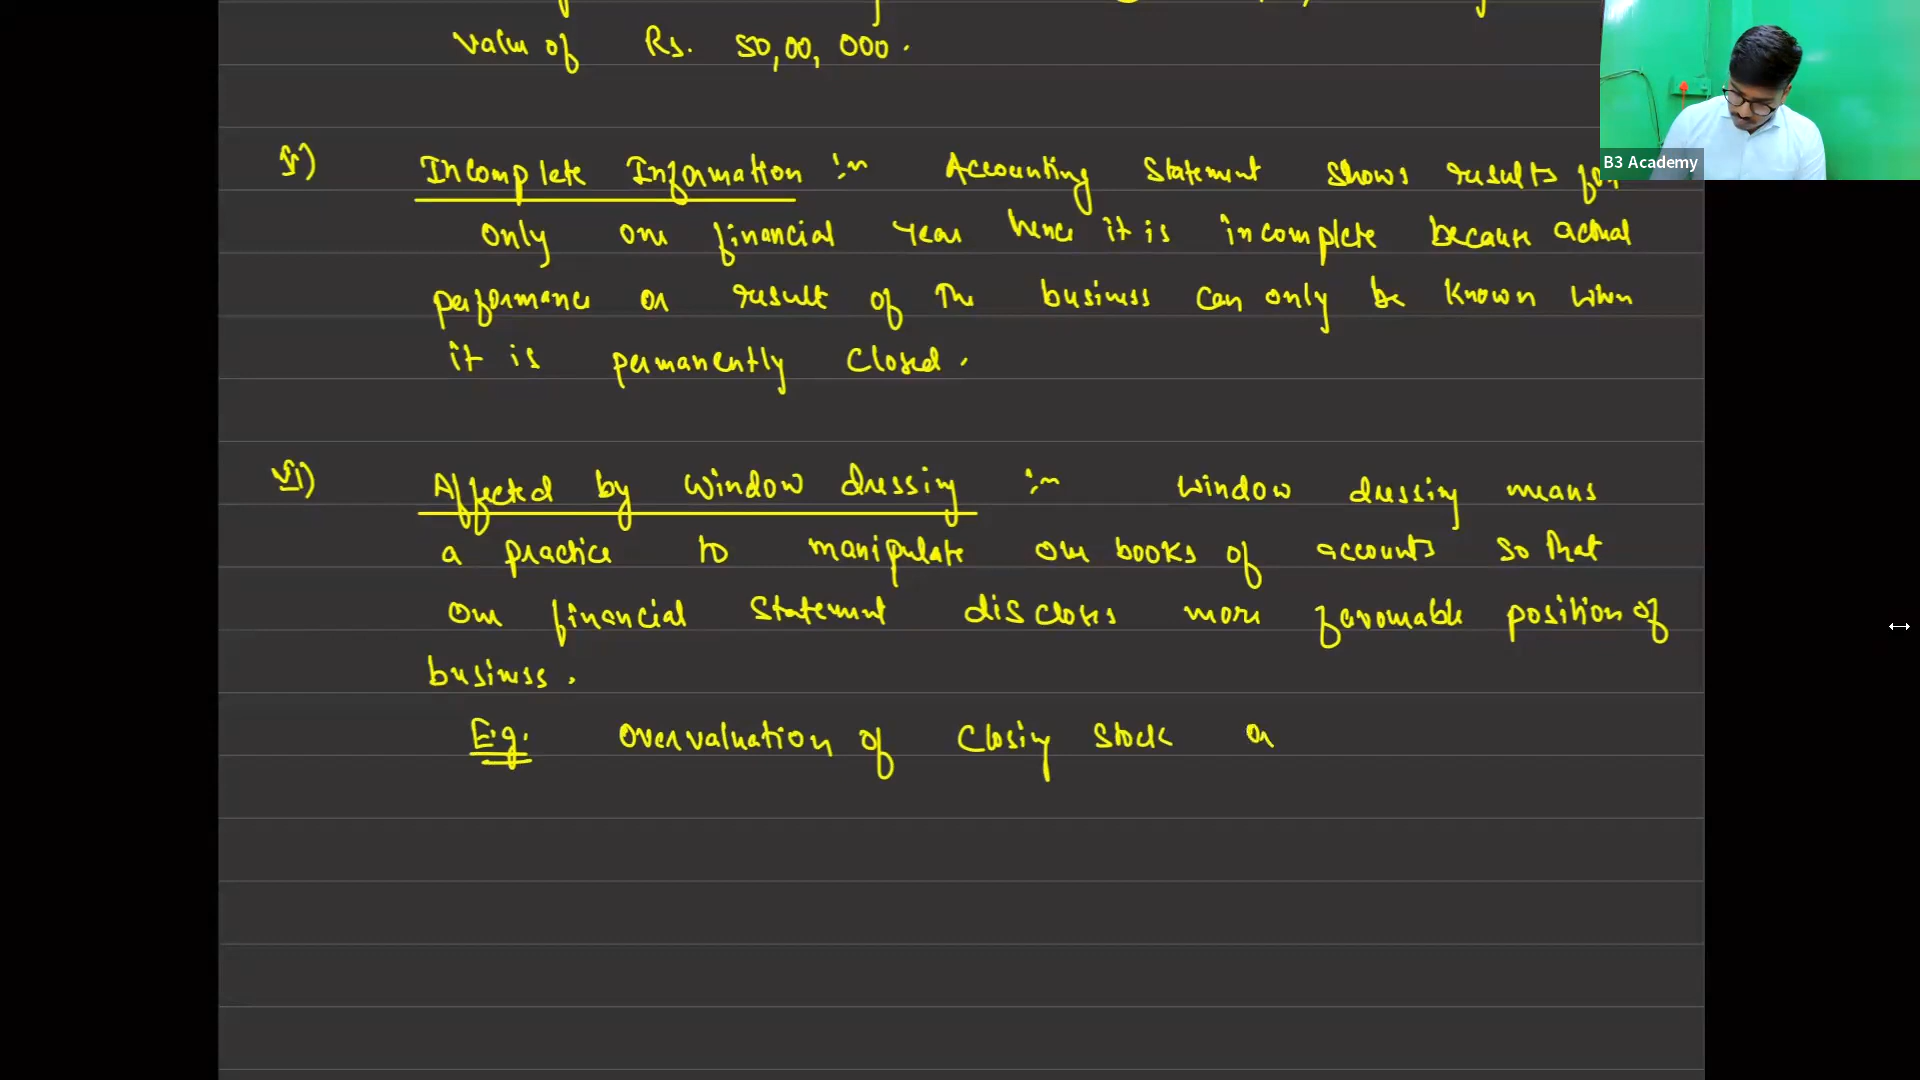 value of Rs. 50,00,000.
B3 Academy
v) Incomplete Information :- Accounting Statement shows results for
only one financial year hence it is incomplete because actual
performance or result of the business can only be known when
it is permanently closed.
vi) Affected by window dressing :- window dressing means
a practice to manipulate our books of accounts so that
our financial statement discloses more favourable position of
business.
E.g. overvaluation of closing stock or